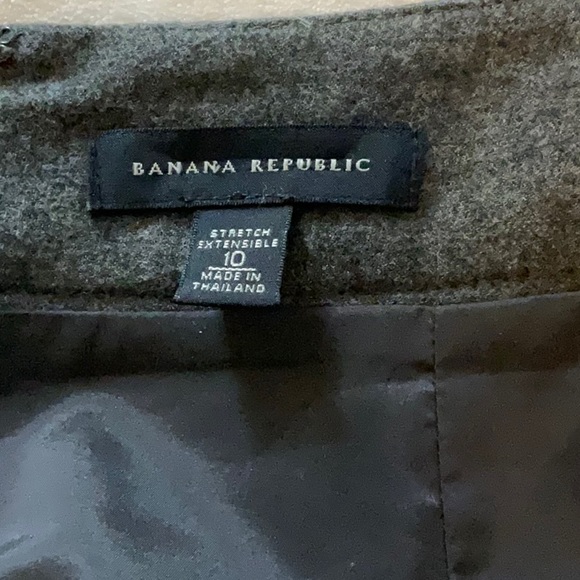 BANANA REPUBLIC
STRETCH
EXTENSIBLE
10
MADE IN
THAILAND